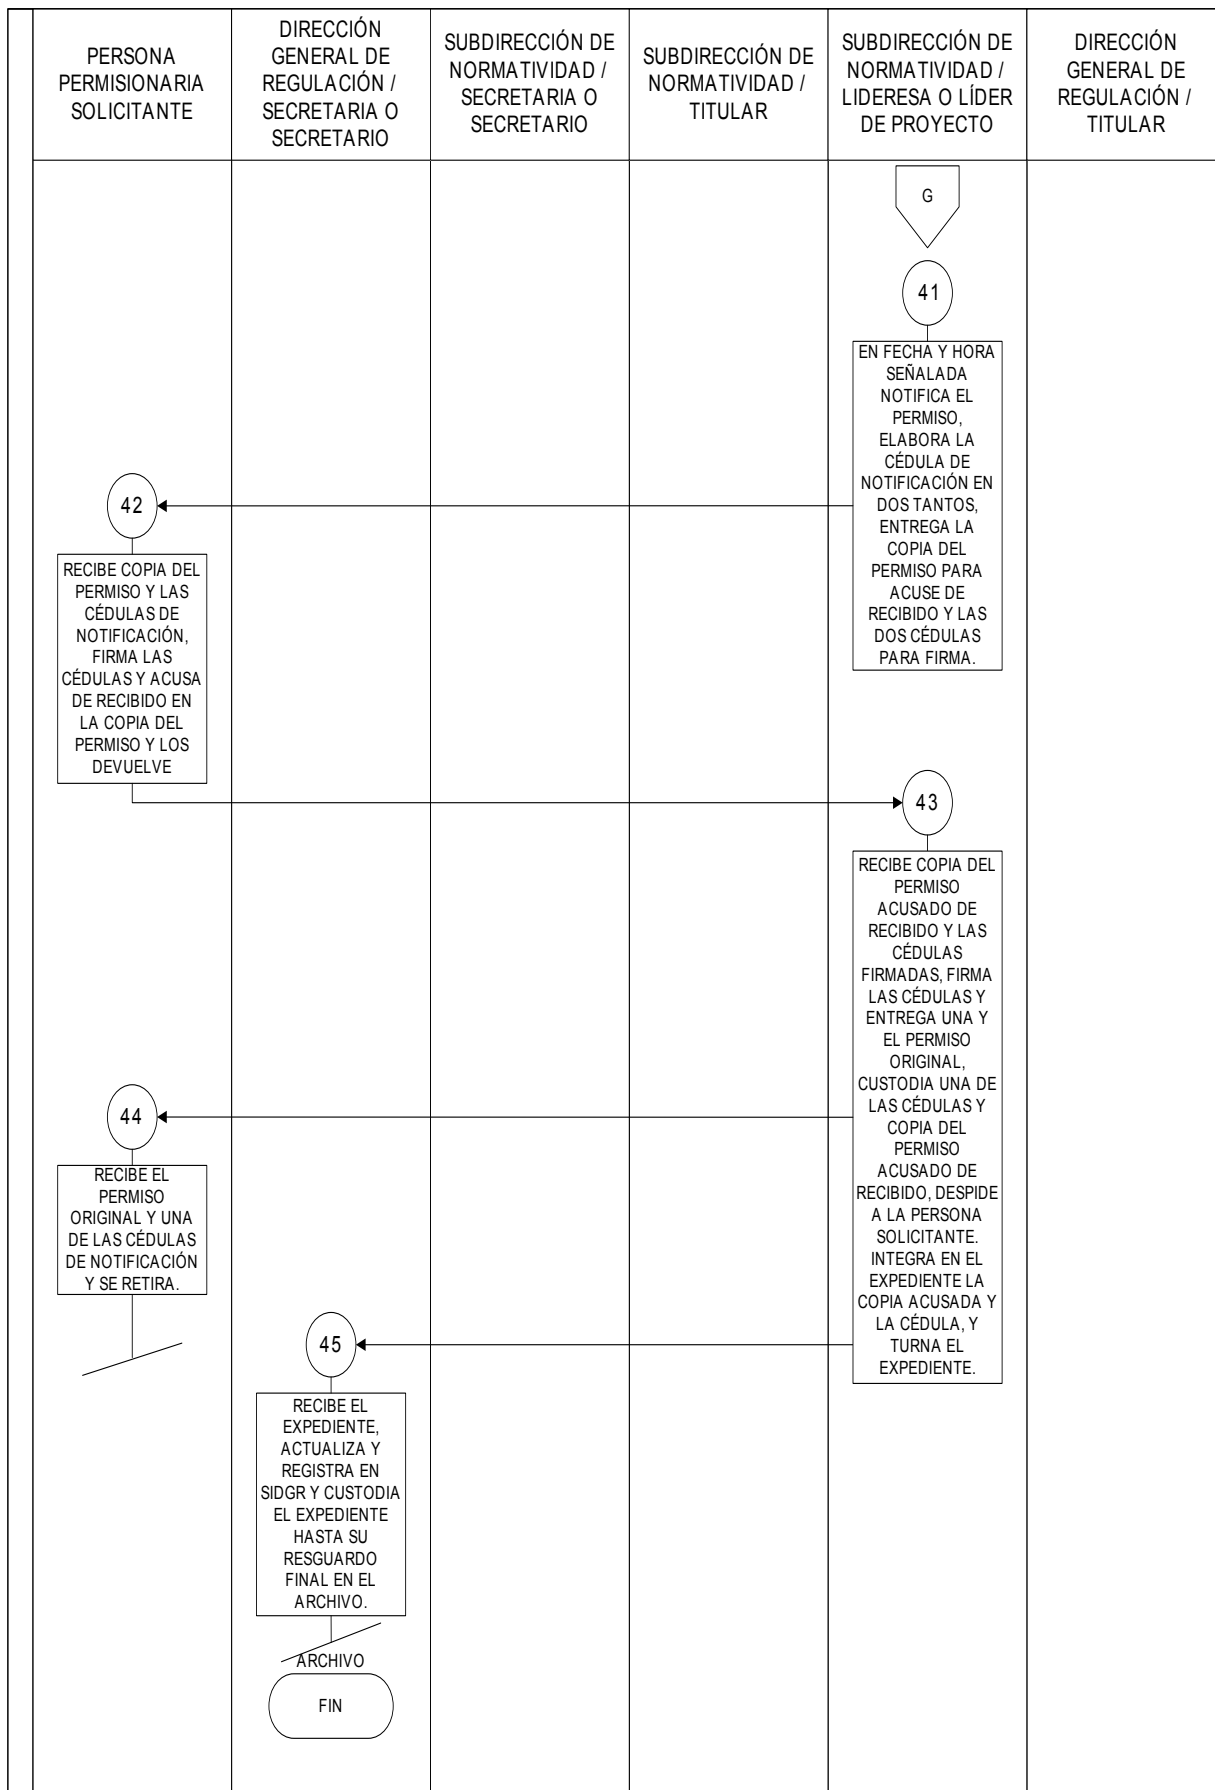 PERSONA
PERMISIONARIA
SOLICITANTE
DIRECCIÓN
GENERAL DE
REGULACIÓN /
SECRETARIA O
SECRETARIO
SUBDIRECCIÓN DE
NORMATIVIDAD /
SECRETARIA O
SECRETARIO
SUBDIRECCIÓN DE
NORMATIVIDAD /
TITULAR
SUBDIRECCIÓN DE
NORMATIVIDAD /
LIDERESA O LÍDER
DE PROYECTO
DIRECCIÓN
GENERAL DE
REGULACIÓN /
TITULAR
G
41
EN FECHA Y HORA
SEÑALADA
NOTIFICA EL
PERMISO,
ELABORA LA
CÉDULA DE
NOTIFICACIÓN EN
DOS TANTOS,
ENTREGA LA
COPIA DEL
PERMISO PARA
ACUSE DE
RECIBIDO Y LAS
DOS CÉDULAS
PARA FIRMA.
42
RECIBE COPIA DEL
PERMISO Y LAS
CÉDULAS DE
NOTIFICACIÓN,
FIRMA LAS
CÉDULAS Y ACUSA
DE RECIBIDO EN
LA COPIA DEL
PERMISO Y LOS
DEVUELVE
43
RECIBE COPIA DEL
PERMISO
ACUSADO DE
RECIBIDO Y LAS
CÉDULAS
FIRMADAS, FIRMA
LAS CÉDULAS Y
ENTREGA UNA Y
EL PERMISO
ORIGINAL,
CUSTODIA UNA DE
LAS CÉDULAS Y
COPIA DEL
PERMISO
ACUSADO DE
RECIBIDO, DESPIDE
A LA PERSONA
SOLICITANTE.
INTEGRA EN EL
EXPEDIENTE LA
COPIA ACUSADA Y
LA CÉDULA, Y
TURNA EL
EXPEDIENTE.
44
RECIBE EL
PERMISO
ORIGINAL Y UNA
DE LAS CÉDULAS
DE NOTIFICACIÓN
Y SE RETIRA.
45
RECIBE EL
EXPEDIENTE,
ACTUALIZA Y
REGISTRA EN
SIDGR Y CUSTODIA
EL EXPEDIENTE
HASTA SU
RESGUARDO
FINAL EN EL
ARCHIVO.
ARCHIVO
FIN